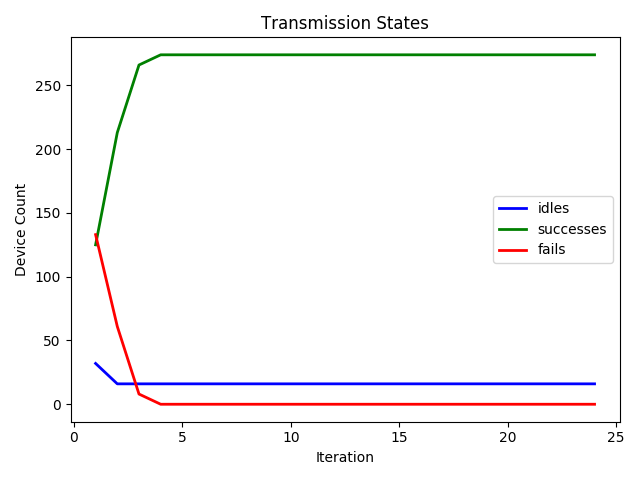 Transmission States
Device Count
250
200
150
100
50
0
idles
successes
fails
0 5 10 15 20 25
Iteration